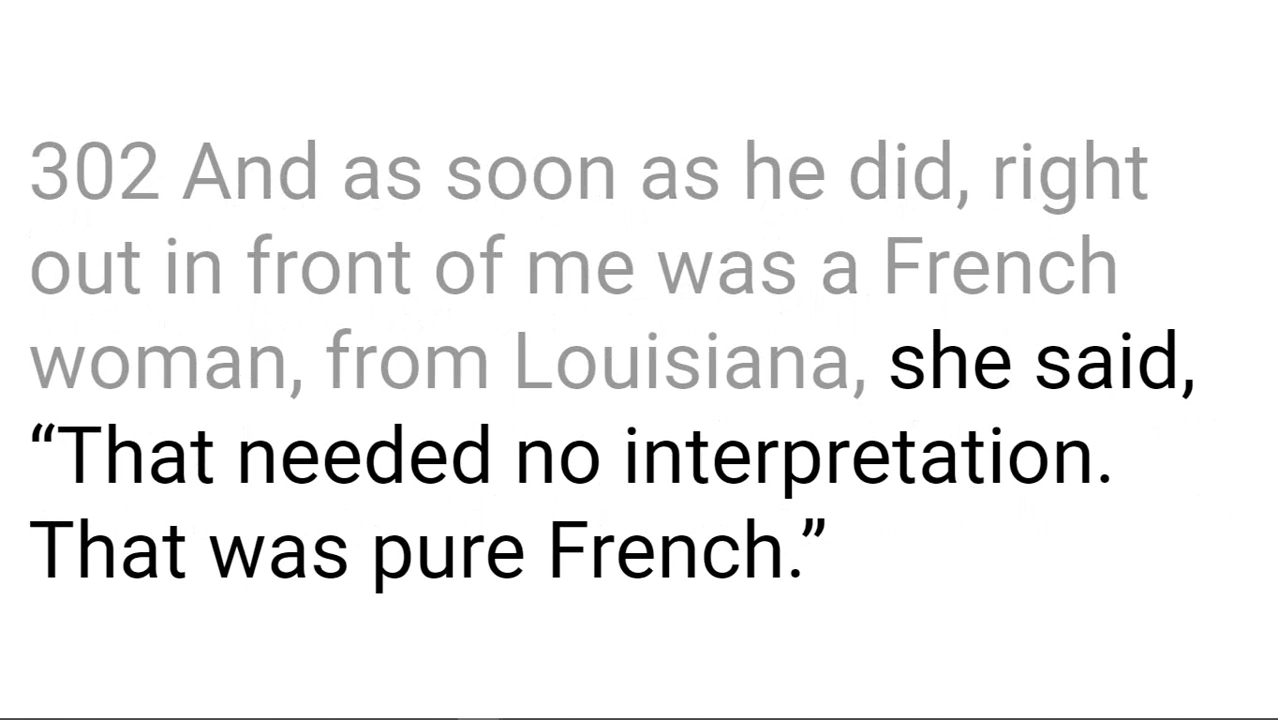 302 And as soon as he did, right
out in front of me was a French
woman, from Louisiana, she said,
“That needed no interpretation.
That was pure French.”